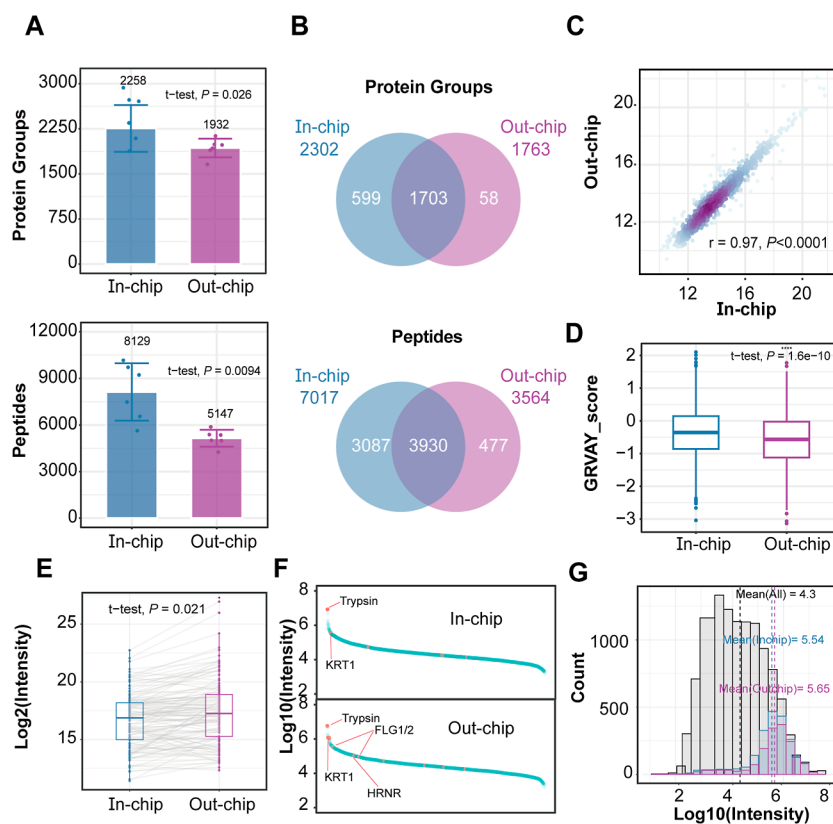 A
B
C
Protein Groups
3000
2250
1500
750
0
2258
t-test, P = 0.026
1932
In-chip
Out-chip
Protein Groups
In-chip
2302
Out-chip
1763
599
1703
58
Out-chip
20
16
12
r = 0.97, P<0.0001
12
16
20
In-chip
Peptides
12000
9000
6000
3000
0
8129
t-test, P = 0.0094
5147
In-chip
Out-chip
Peptides
In-chip
7017
Out-chip
3564
3087
3930
477
D
GRVAY_score
2
1
0
−1
−2
−3
****
t-test, P = 1.6e-10
In-chip
Out-chip
E
Log2(Intensity)
25
20
15
t-test, P = 0.021
In-chip
Out-chip
F
Log10(Intensity)
8
6
4
2
Trypsin
KRT1
In-chip
8
6
4
2
Trypsin
FLG1/2
KRT1
HRNR
Out-chip
G
Count
1000
500
0
Mean(All) = 4.3
Mean(Inchip)= 5.54
Mean(Outchip)= 5.65
2
4
6
8
Log10(Intensity)